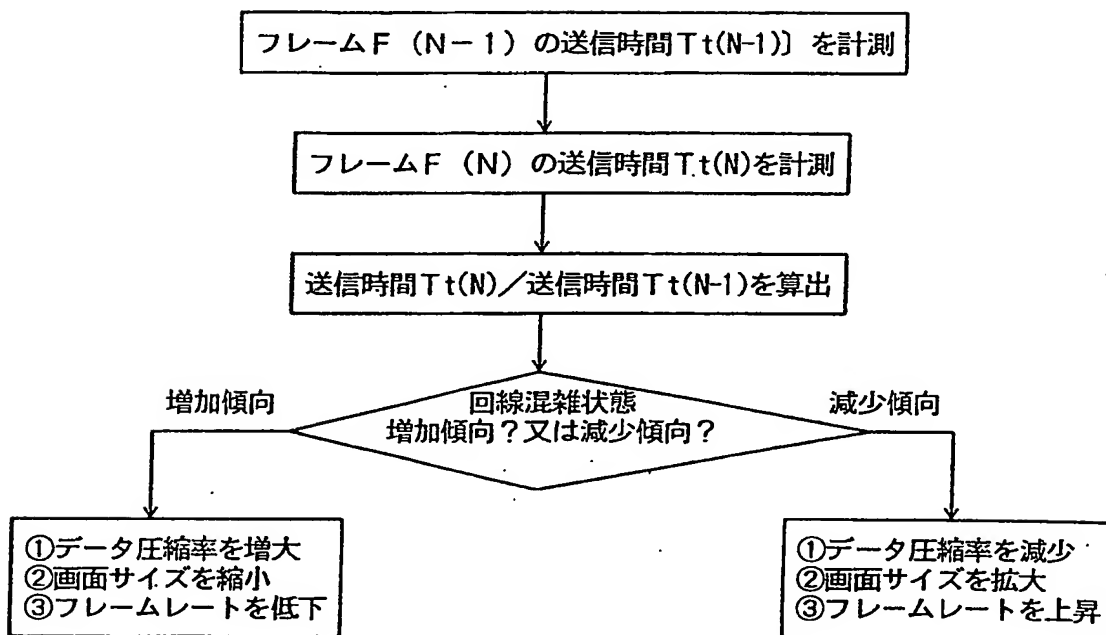 フレームF（N－1）の送信時間Tt(N-1)〕を計測
フレームF（N）の送信時間T.t(N)を計測
送信時間Tt(N)／送信時間Tt(N-1)を算出
回線混雑状態
増加傾向？又は減少傾向？
増加傾向
減少傾向
①データ圧縮率を増大
②画面サイズを縮小
③フレームレートを低下
①データ圧縮率を減少
②画面サイズを拡大
③フレームレートを上昇